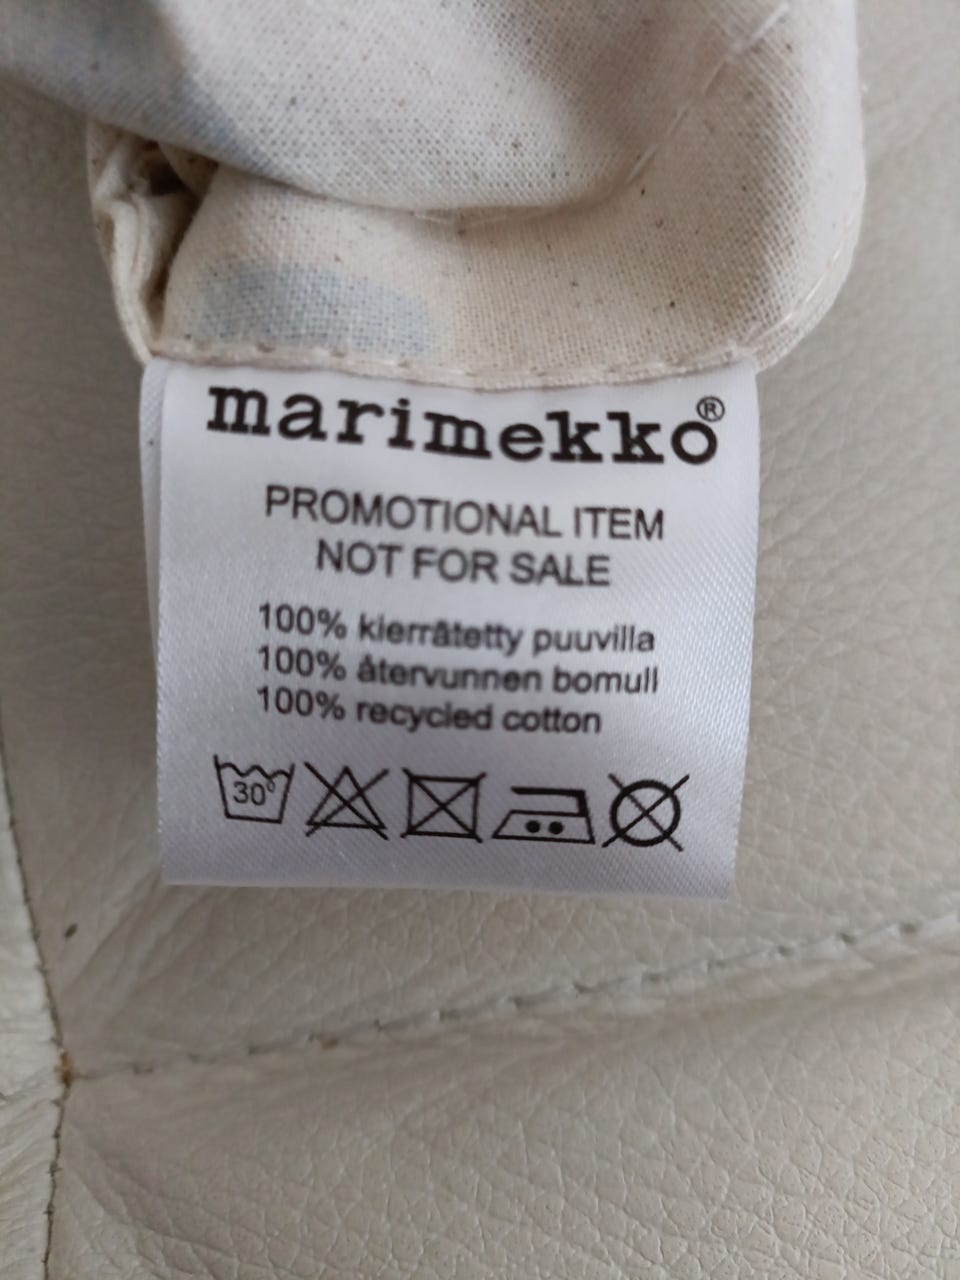 marimekko®
PROMOTIONAL ITEM
NOT FOR SALE
100% kierrätetty puuvilla
100% återvunnen bomull
100% recycled cotton
30°